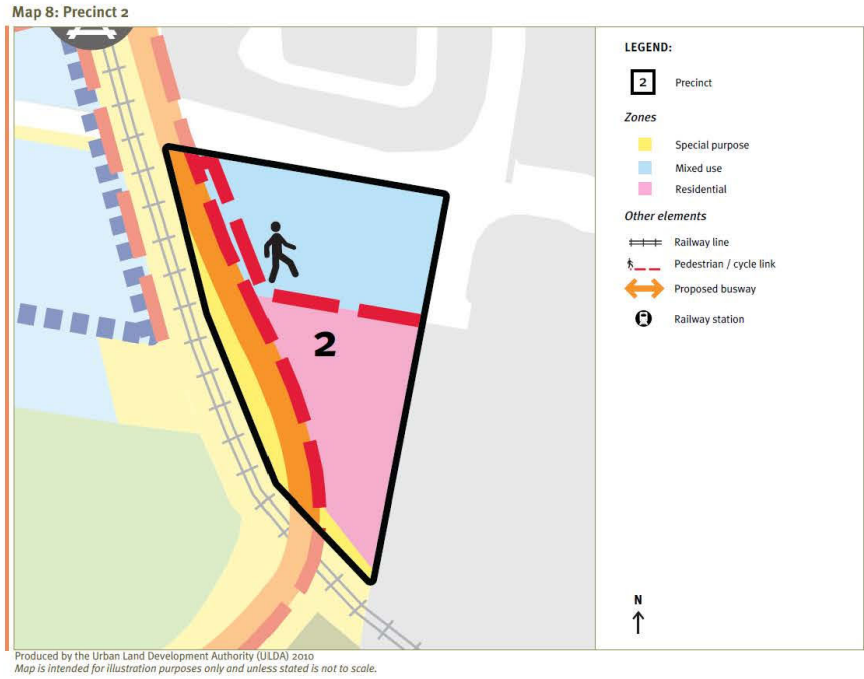 Map 8: Precinct 2
2
LEGEND:
2 Precinct
Zones
Special purpose
Mixed use
Residential
Other elements
Railway line
Pedestrian / cycle link
Proposed busway
Railway station
N
Produced by the Urban Land Development Authority (ULDA) 2010
Map is intended for illustration purposes only and unless stated is not to scale.